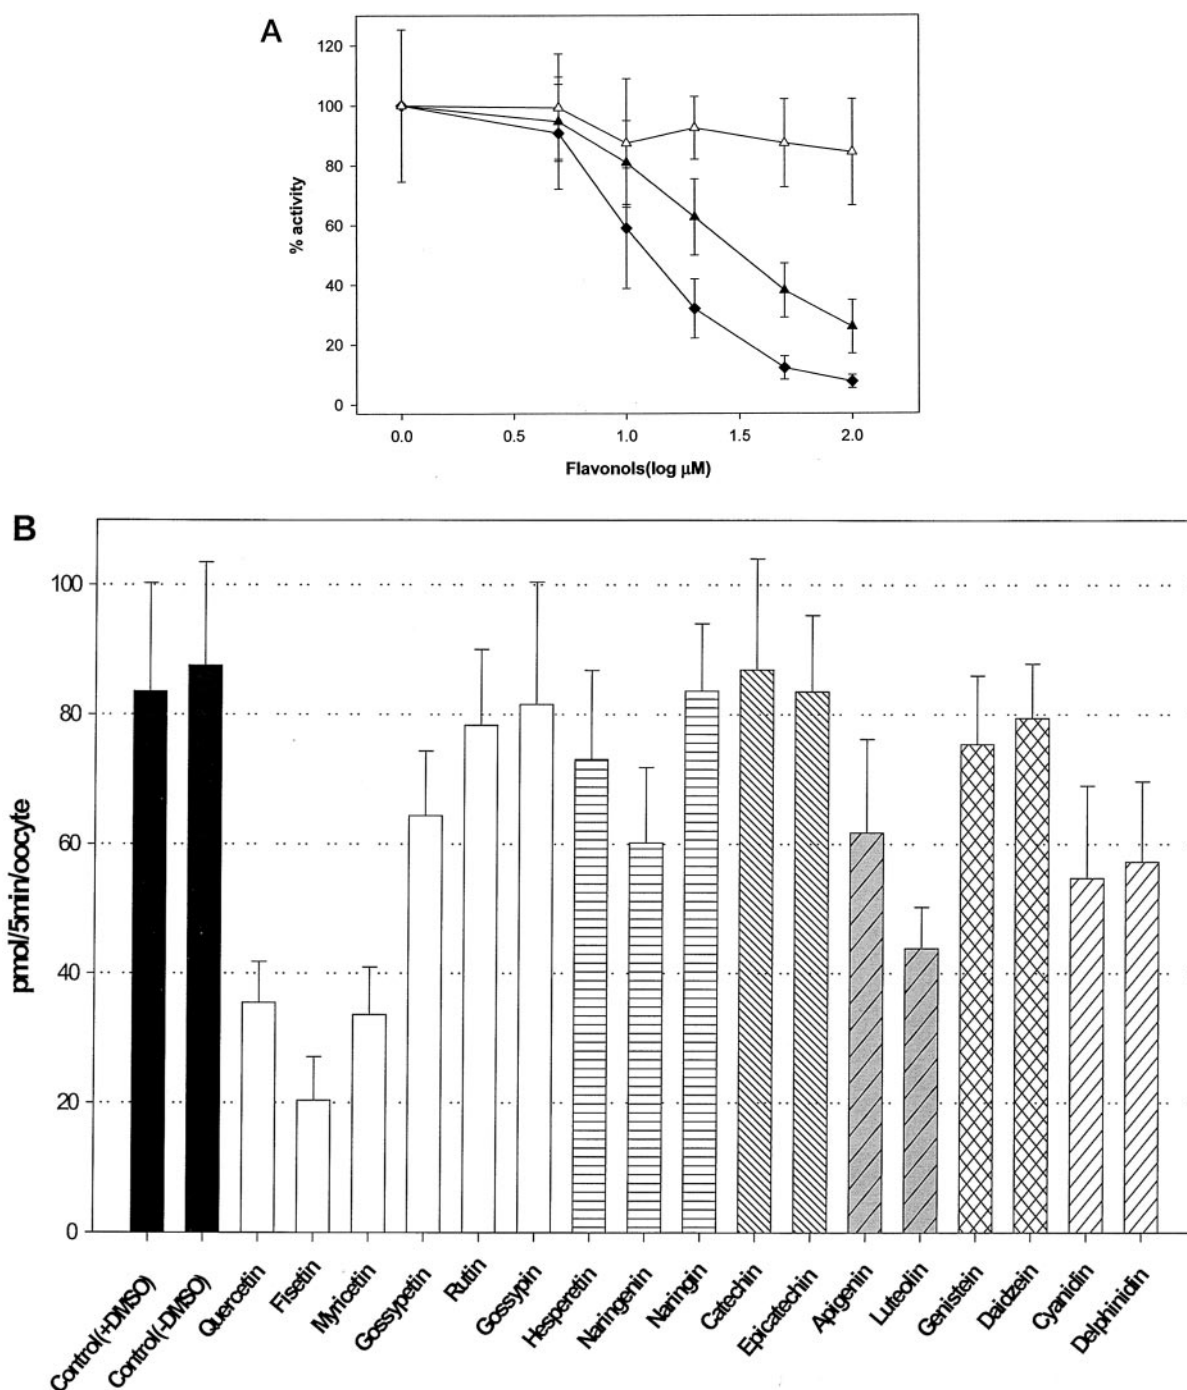 A
120
100
80
60
40
20
0
% activity
0.0 0.5 1.0 1.5 2.0
Flavonols(log µM)
B
100
80
60
40
20
0
pmol/5min/oocyte
Control(+DMSO)
Control(-DMSO)
Quercetin
Fisetin
Myricetin
Gossypetin
Rutin
Gossypin
Hesperetin
Naringenin
Naringin
Catechin
Epicatechin
Apigenin
Luteolin
Genistein
Daidzein
Cyanidin
Delphinidin